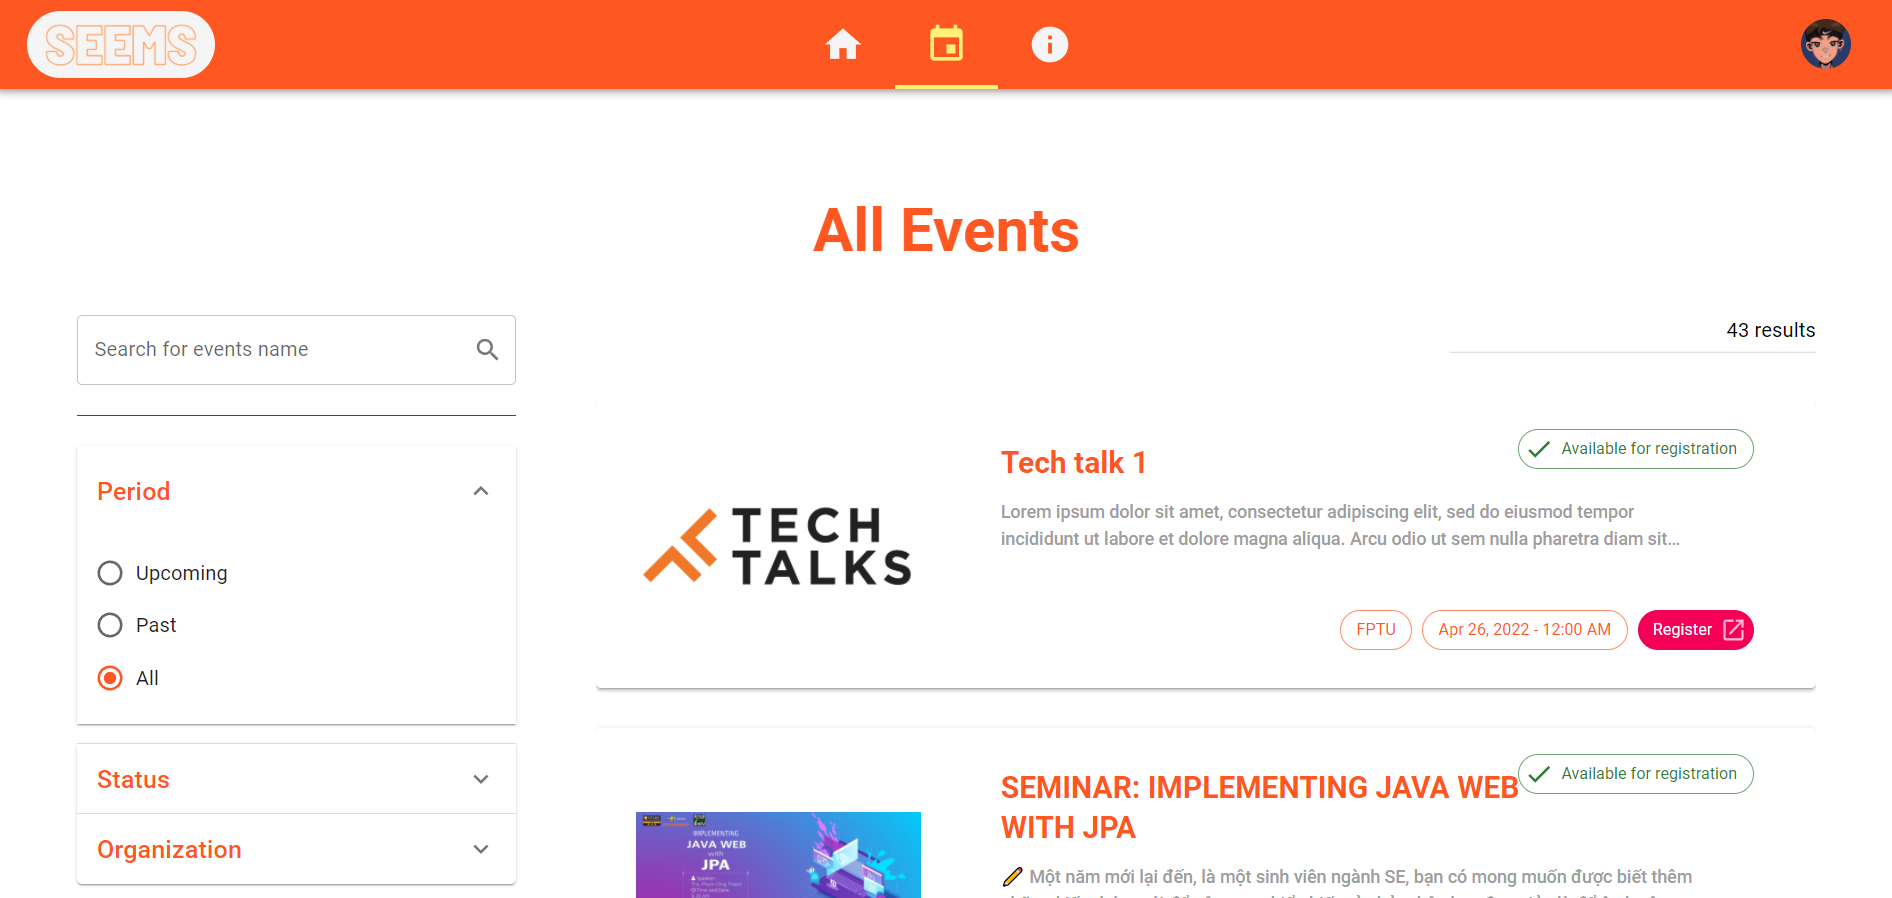 SEEMS
All Events
Search for events name
43 results
Period
Upcoming
Past
All
Status
Organization
TECH
TALKS
Tech talk 1
Available for registration
Lorem ipsum dolor sit amet, consectetur adipiscing elit, sed do eiusmod tempor
incididunt ut labore et dolore magna aliqua. Arcu odio ut sem nulla pharetra diam sit...
FPTU
Apr 26, 2022 - 12:00 AM
Register
IMPLEMENTING
JAVA WEB
with
JPA
SEMINAR: IMPLEMENTING JAVA WEB
WITH JPA
Available for registration
Một năm mới lại đến, là một sinh viên ngành SE, bạn có mong muốn được biết thêm